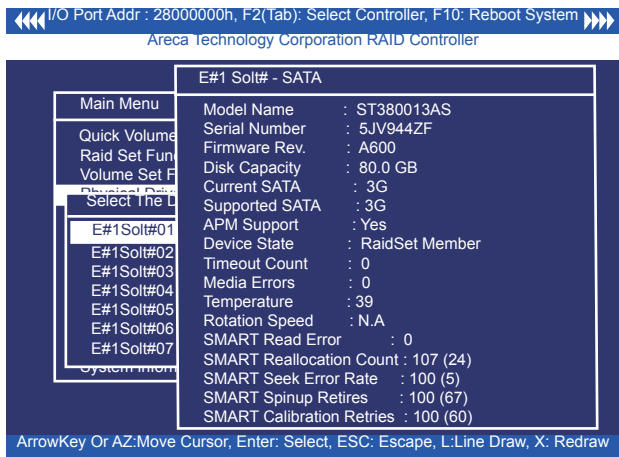 I/O Port Addr : 28000000h, F2(Tab): Select Controller, F10: Reboot System
Areca Technology Corporation RAID Controller
Main Menu
Quick Volume
Raid Set Fun
Volume Set F
Physical Driv
Select The D
E#1Solt#01
E#1Solt#02
E#1Solt#03
E#1Solt#04
E#1Solt#05
E#1Solt#06
E#1Solt#07
System Inform
E#1 Solt# - SATA
Model Name : ST380013AS
Serial Number : 5JV944ZF
Firmware Rev. : A600
Disk Capacity : 80.0 GB
Current SATA : 3G
Supported SATA : 3G
APM Support : Yes
Device State : RaidSet Member
Timeout Count : 0
Media Errors : 0
Temperature : 39
Rotation Speed : N.A
SMART Read Error : 0
SMART Reallocation Count : 107 (24)
SMART Seek Error Rate : 100 (5)
SMART Spinup Retires : 100 (67)
SMART Calibration Retries : 100 (60)
ArrowKey Or AZ:Move Cursor, Enter: Select, ESC: Escape, L:Line Draw, X: Redraw